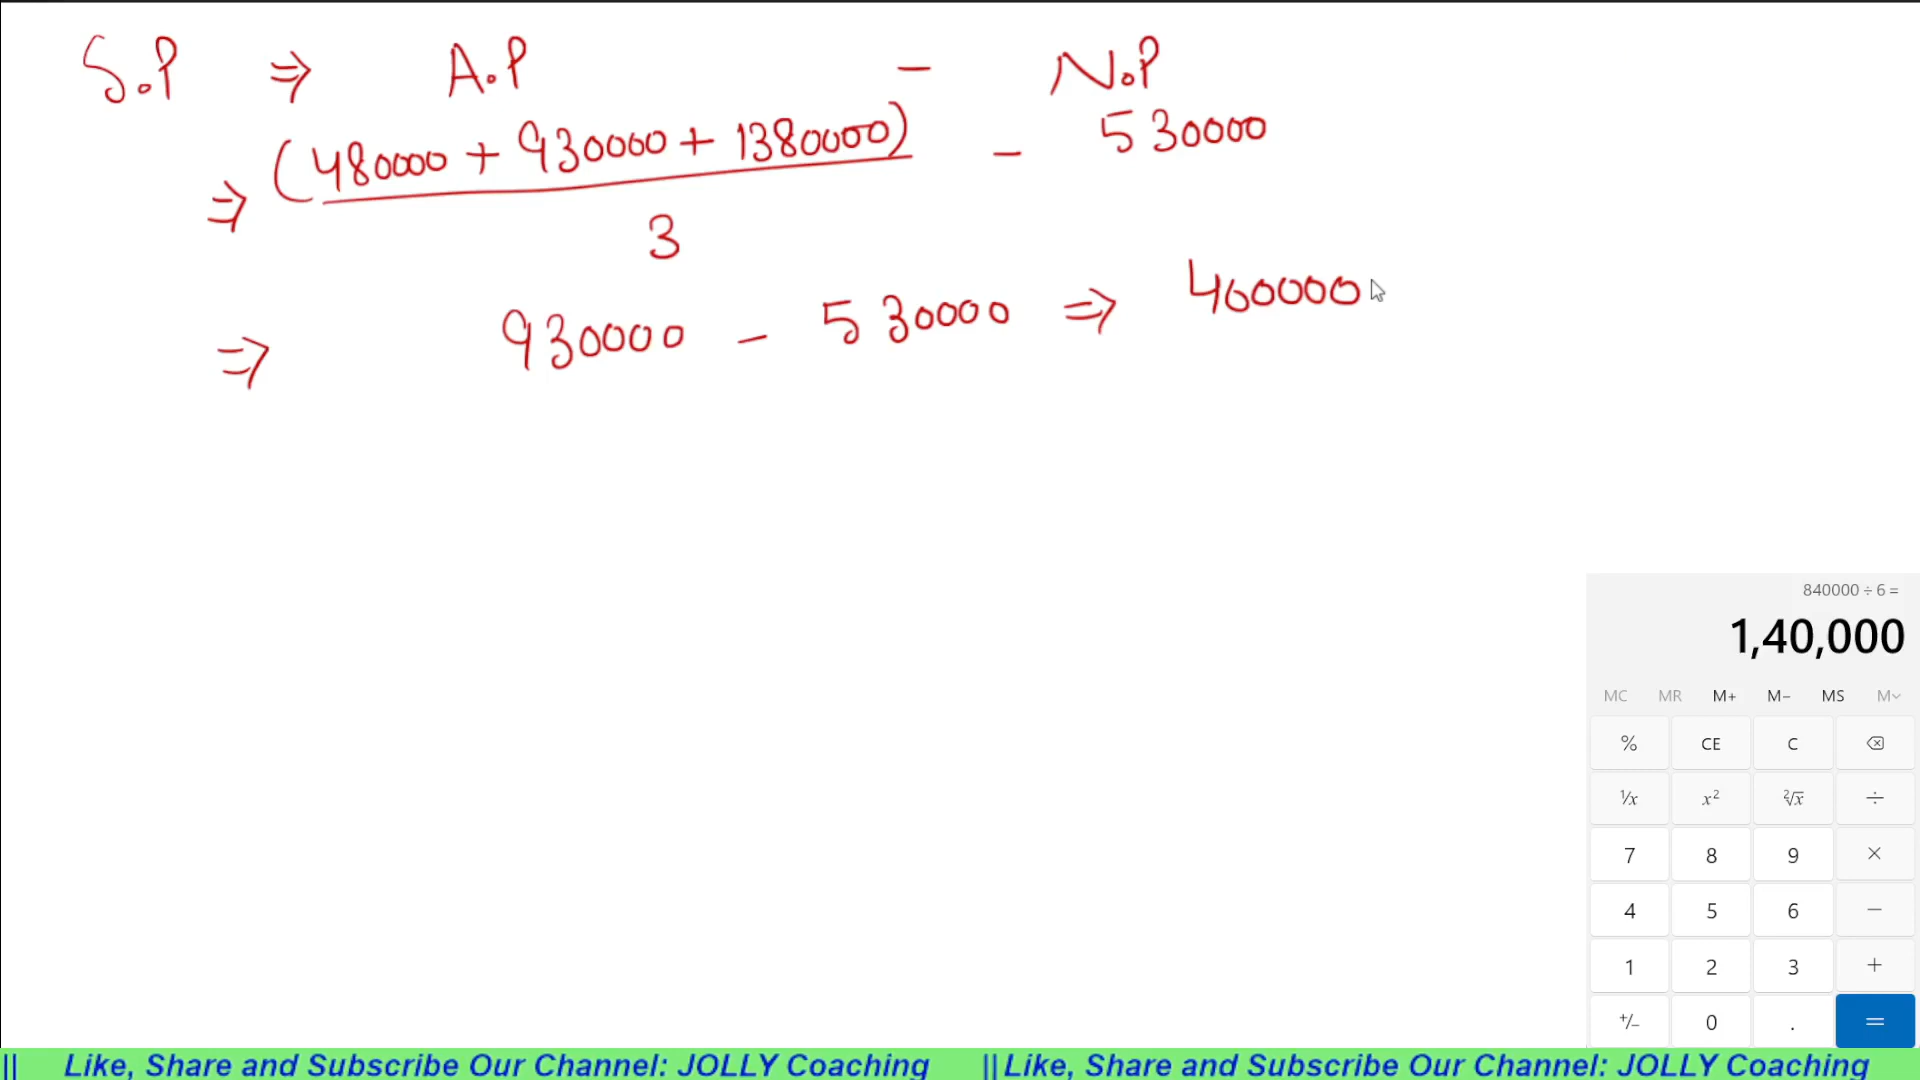 S.P ⇒ A.P - N.P
⇒ (480000 + 930000 + 1380000) / 3 - 530000
⇒ 930000 - 530000 ⇒ 400000
840000 ÷ 6 =
1,40,000
MC MR M+ M- MS M˅
% CE C ⌫
¹/x x² ²√x ÷
7 8 9 ×
4 5 6 −
1 2 3 +
+/- 0 . =
|| Like, Share and Subscribe Our Channel: JOLLY Coaching || Like, Share and Subscribe Our Channel: JOLLY Coaching